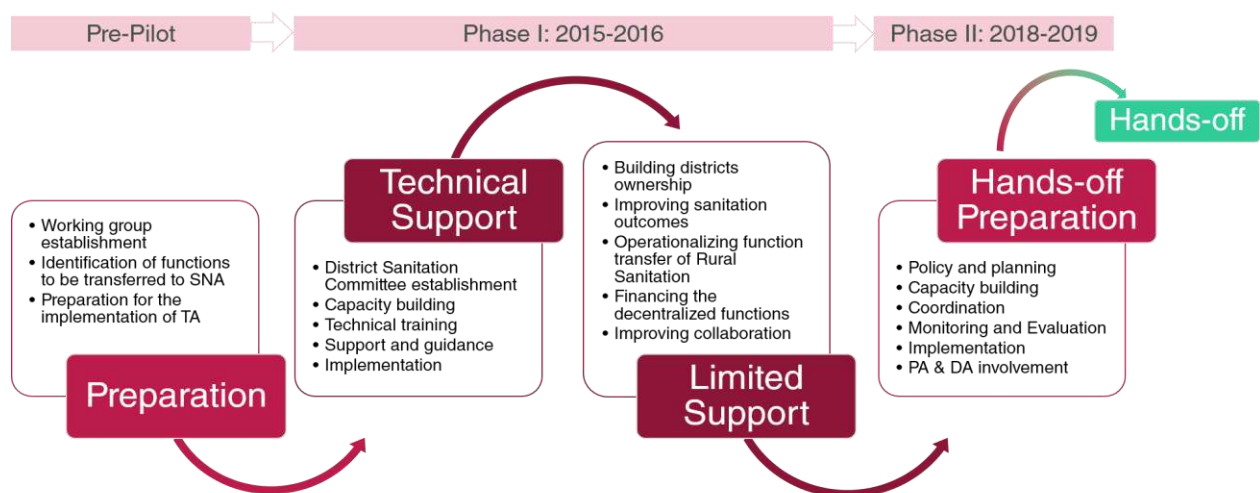 Pre-Pilot
Phase I: 2015-2016
Phase II: 2018-2019
• Working group
establishment
• Identification of functions
to be transferred to SNA
• Preparation for the
implementation of TA
Preparation
Technical
Support
• District Sanitation
Committee establishment
• Capacity building
• Technical training
• Support and guidance
• Implementation
• Building districts
ownership
• Improving sanitation
outcomes
• Operationalizing function
transfer of Rural
Sanitation
• Financing the
decentralized functions
• Improving collaboration
Limited
Support
Hands-off
Preparation
• Policy and planning
• Capacity building
• Coordination
• Monitoring and Evaluation
• Implementation
• PA & DA involvement
Hands-off